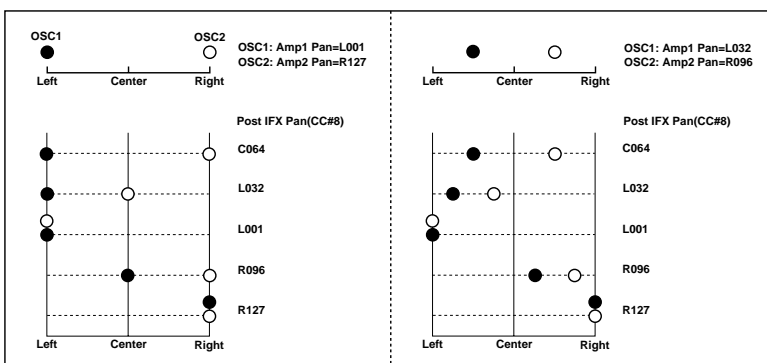 OSC1 OSC2
OSC1: Amp1 Pan=L001
OSC2: Amp2 Pan=R127
Left Center Right
Post IFX Pan(CC#8)
C064
L032
L001
R096
R127
Left Center Right
OSC1: Amp1 Pan=L032
OSC2: Amp2 Pan=R096
Left Center Right
Post IFX Pan(CC#8)
C064
L032
L001
R096
R127
Left Center Right